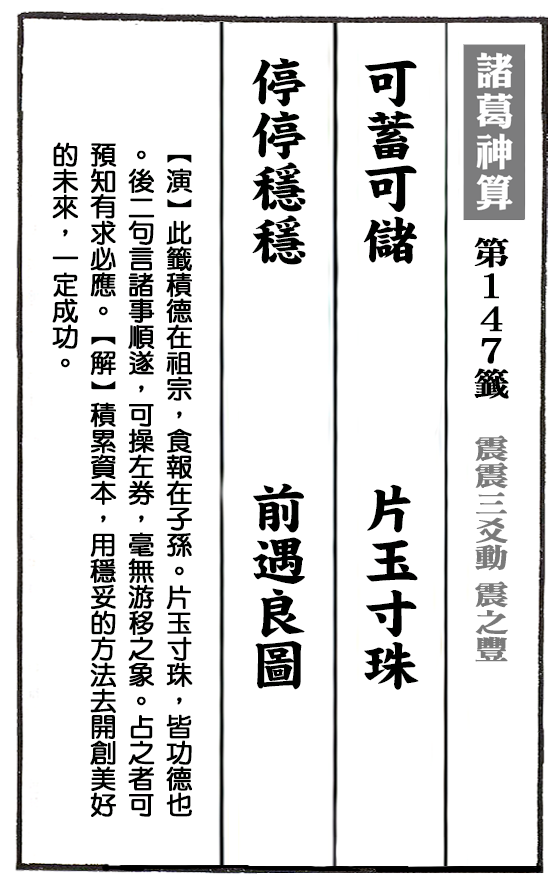 諸葛神算 第147籤 震震三爻動 震之豐
可蓄可儲 片玉寸珠
停停穩穩 前遇良圖
【演】此籤積德在祖宗，食報在子孫。片玉寸珠，皆功德也
。後二句言諸事順遂，可操左券，毫無游移之象。占之者可
預知有求必應。【解】積累資本，用穩妥的方法去開創美好
的未來，一定成功。